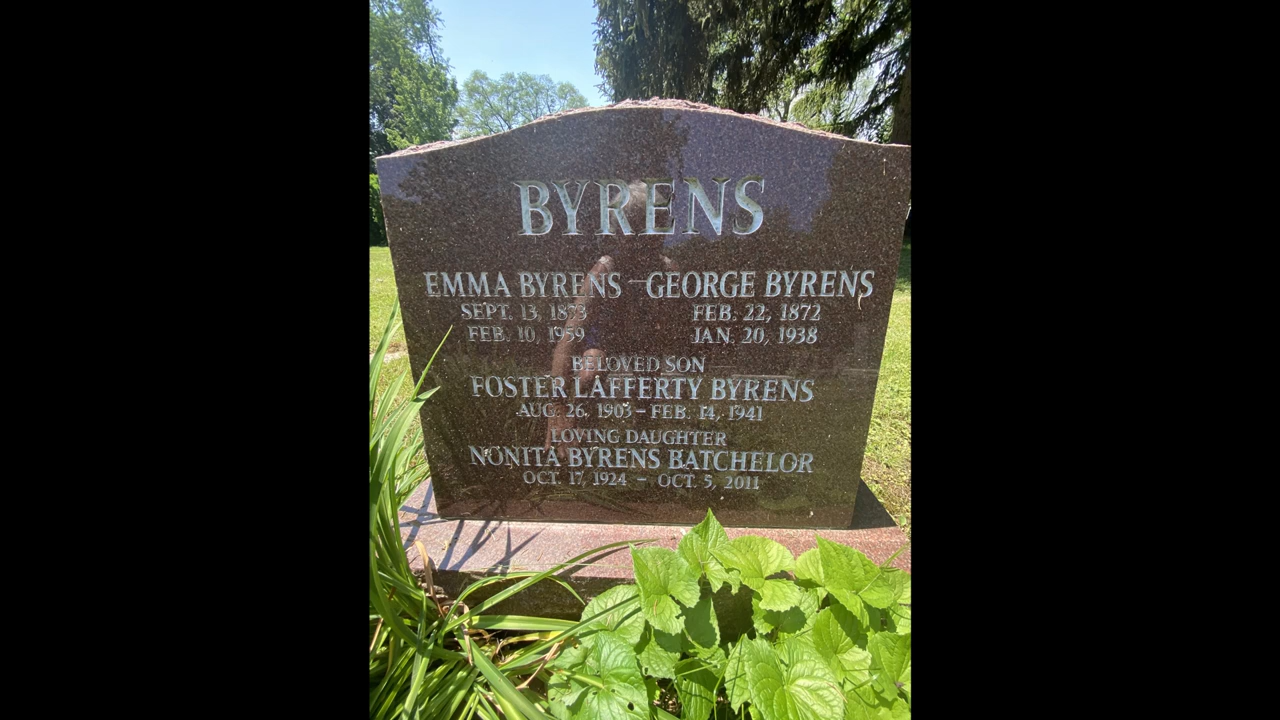 BYRENS
EMMA BYRENS — GEORGE BYRENS
SEPT. 13, 1873 FEB. 22, 1872
FEB. 10, 1959 JAN. 20, 1938
BELOVED SON
FOSTER LAFFERTY BYRENS
AUG. 26, 1903 – FEB. 14, 1941
LOVING DAUGHTER
NONITA BYRENS BATCHELOR
OCT. 17, 1924 – OCT. 5, 2011